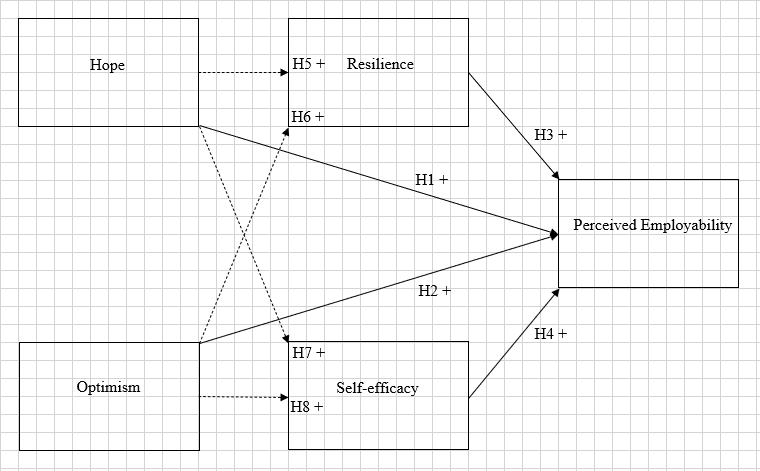 Hope
H5 + Resilience
H6 +
H3 +
H1 +
Perceived Employability
H2 +
H4 +
H7 +
Optimism
Self-efficacy
H8 +